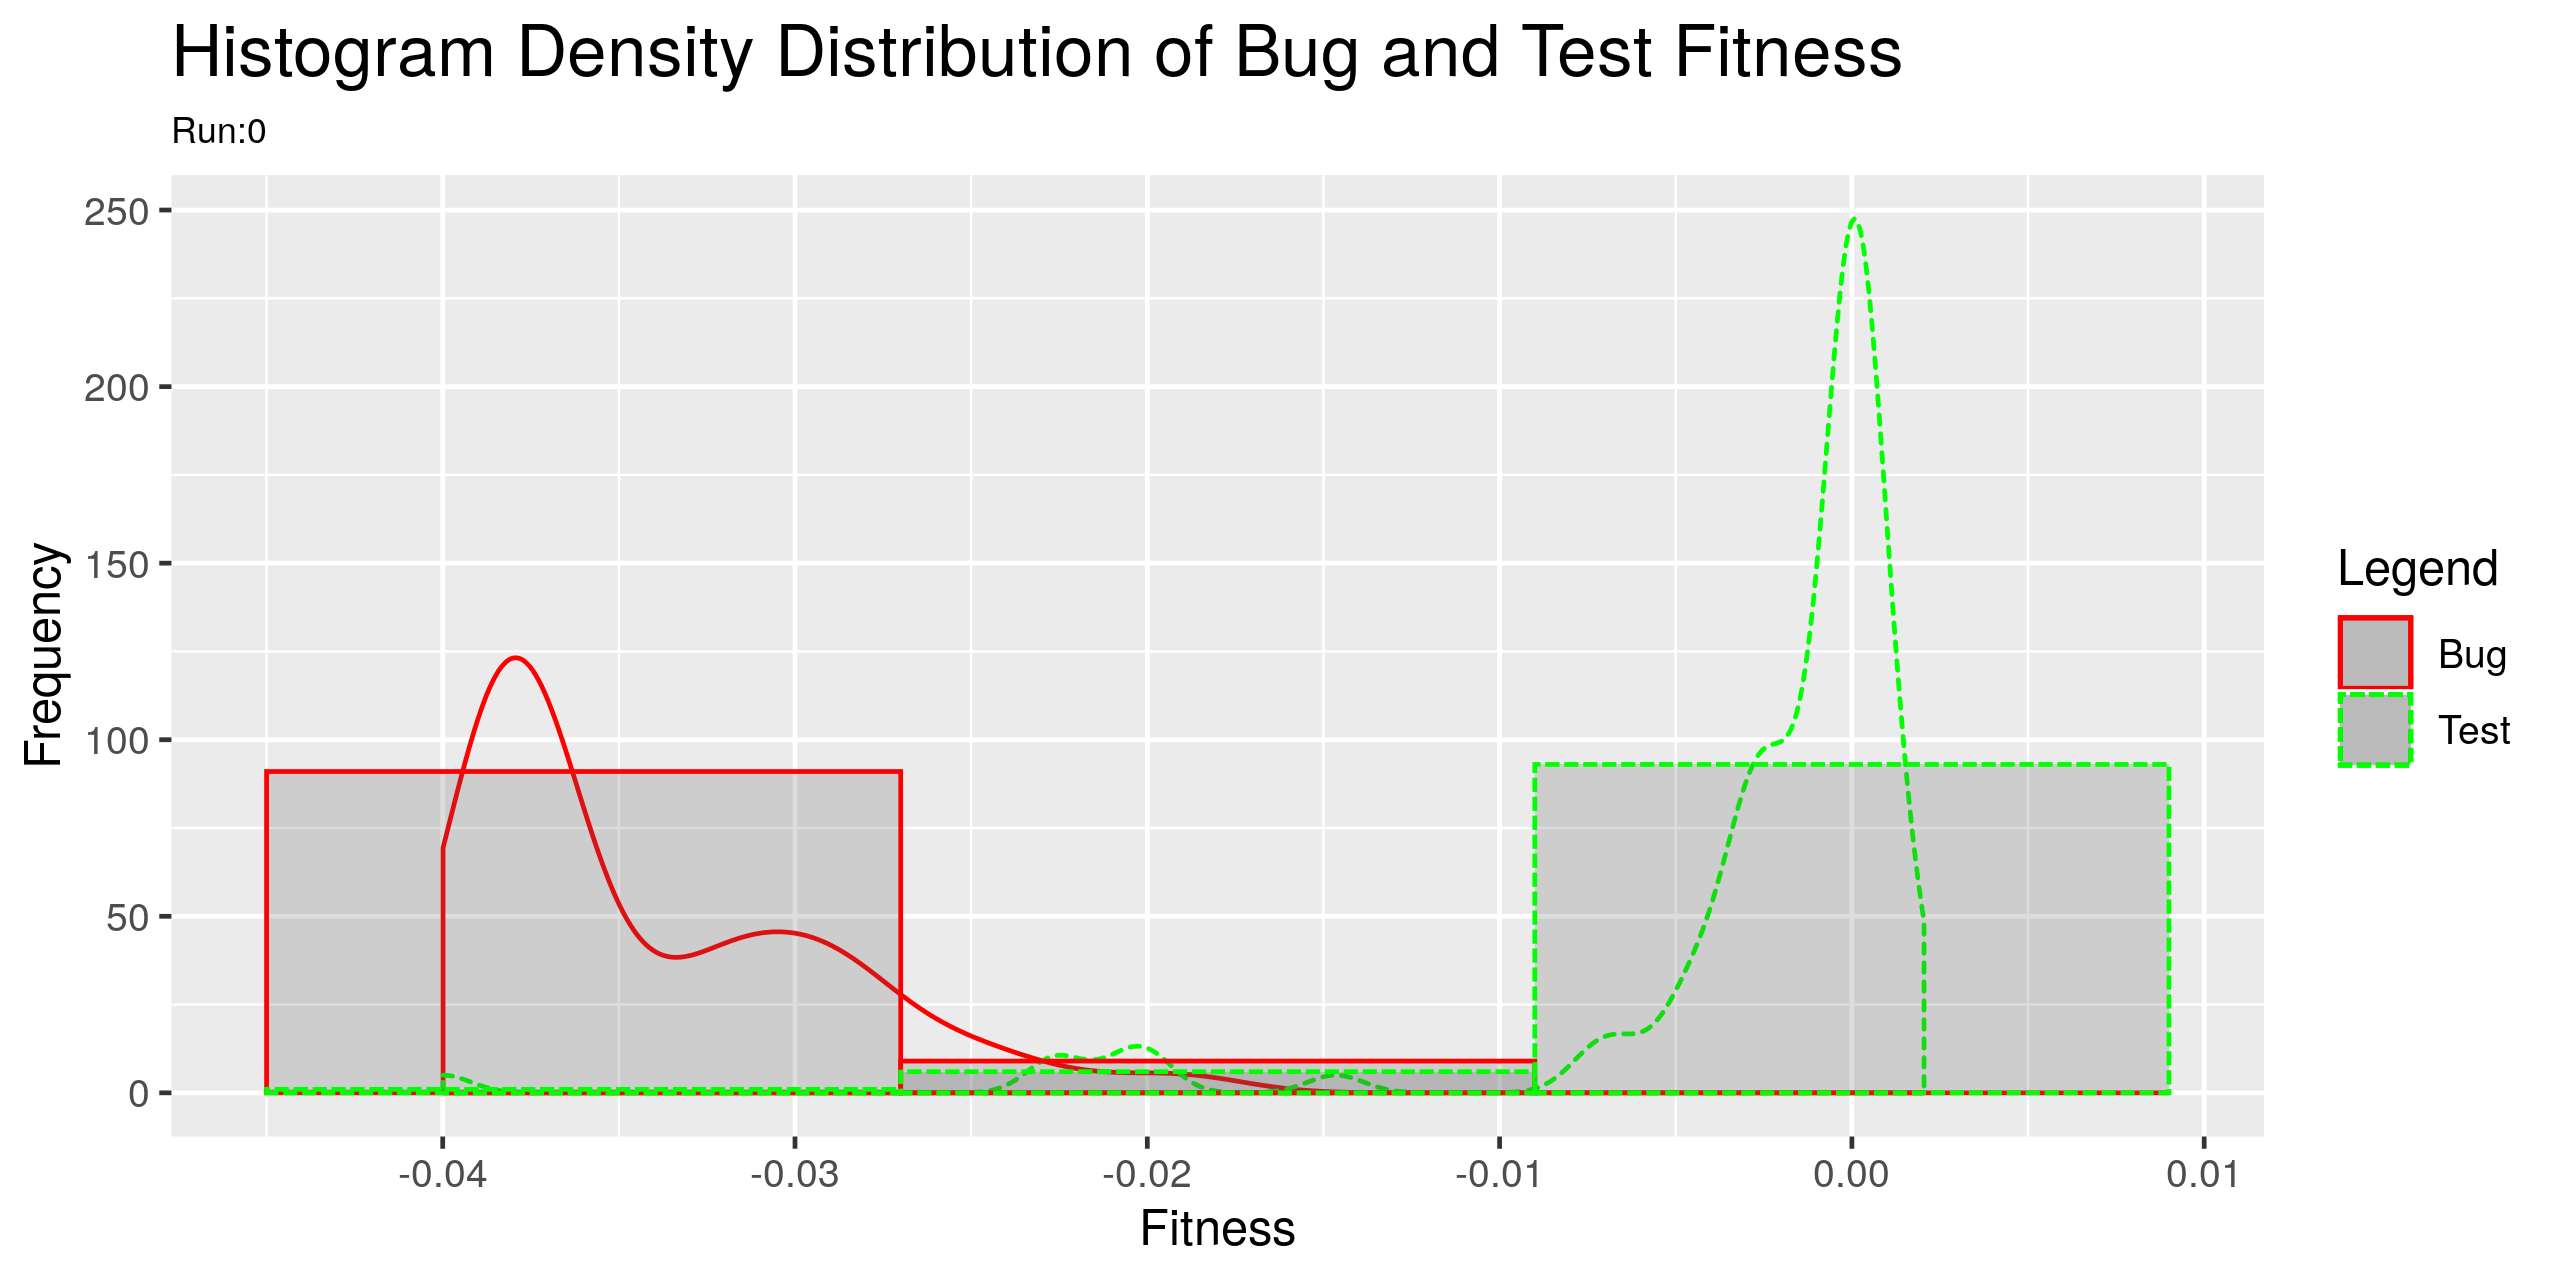 Histogram Density Distribution of Bug and Test Fitness
Run:0
250
200
150
100
50
0
Frequency
-0.04
-0.03
-0.02
-0.01
0.00
0.01
Fitness
Legend
Bug
Test